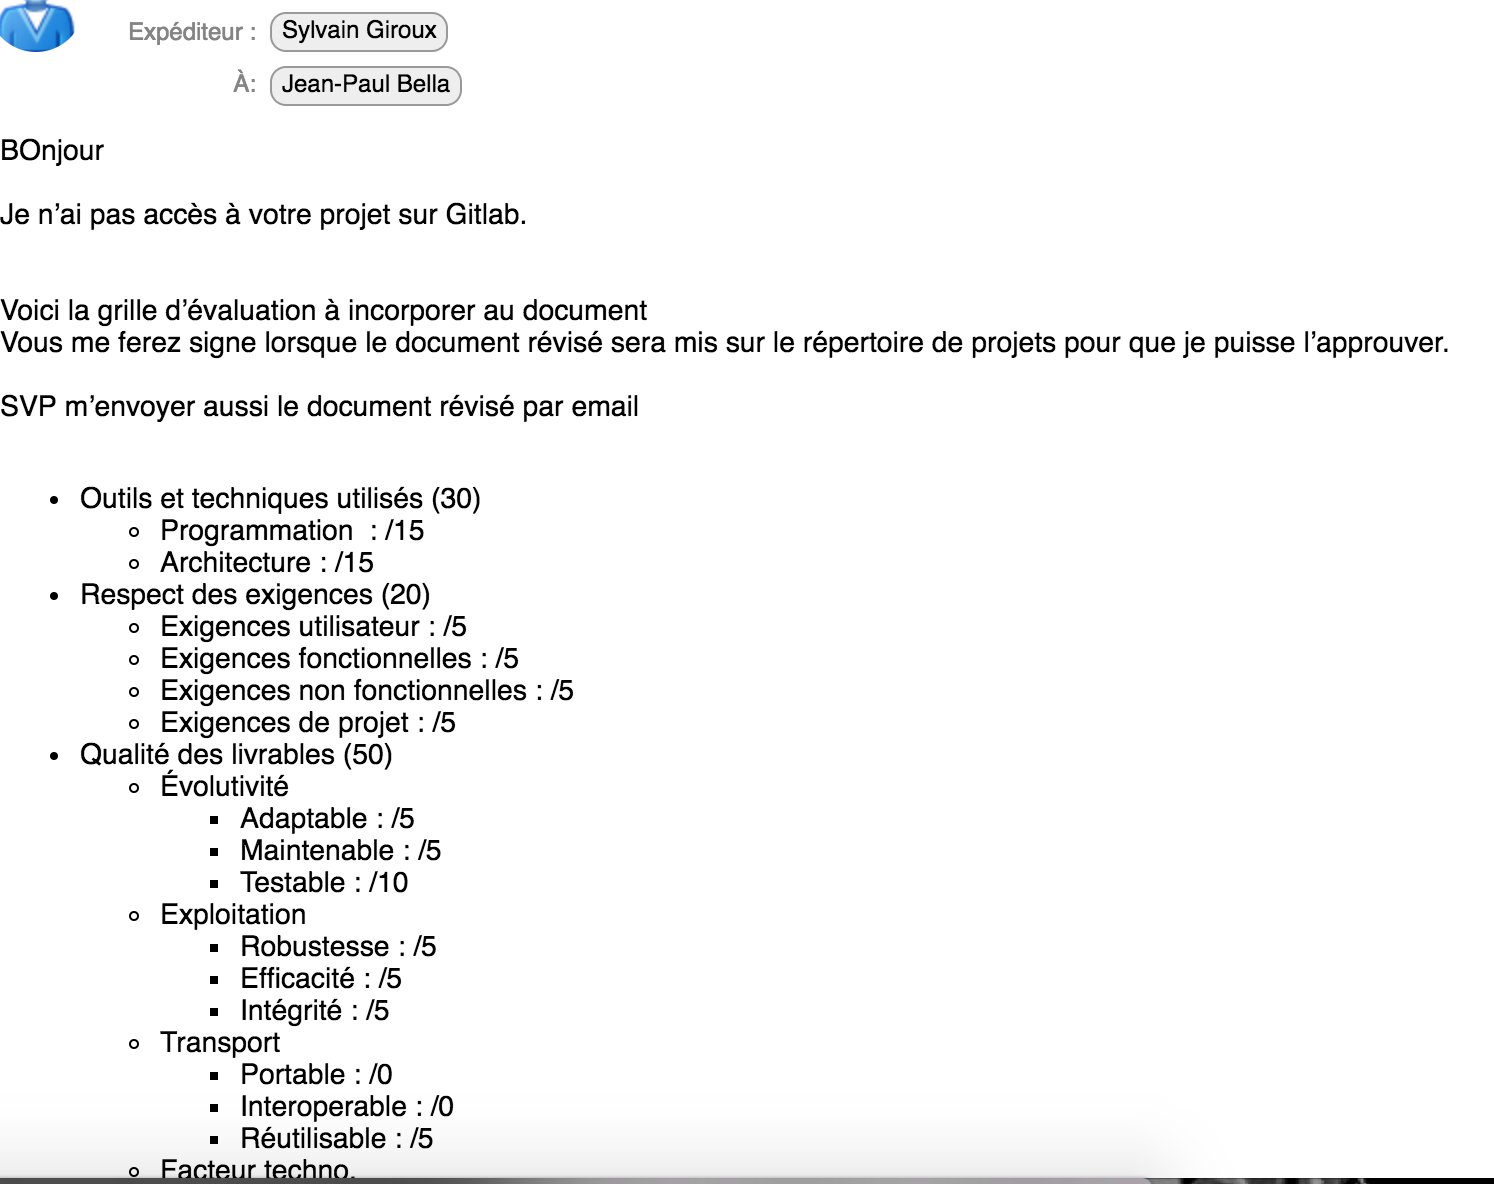 Expéditeur : Sylvain Giroux
À: Jean-Paul Bella
BOnjour
Je n’ai pas accès à votre projet sur Gitlab.
Voici la grille d’évaluation à incorporer au document
Vous me ferez signe lorsque le document révisé sera mis sur le répertoire de projets pour que je puisse l’approuver.
SVP m’envoyer aussi le document révisé par email
• Outils et techniques utilisés (30)
◦ Programmation : /15
◦ Architecture : /15
• Respect des exigences (20)
◦ Exigences utilisateur : /5
◦ Exigences fonctionnelles : /5
◦ Exigences non fonctionnelles : /5
◦ Exigences de projet : /5
• Qualité des livrables (50)
◦ Évolutivité
▪ Adaptable : /5
▪ Maintenable : /5
▪ Testable : /10
◦ Exploitation
▪ Robustesse : /5
▪ Efficacité : /5
▪ Intégrité : /5
◦ Transport
▪ Portable : /0
▪ Interoperable : /0
▪ Réutilisable : /5
◦ Facteur techno.